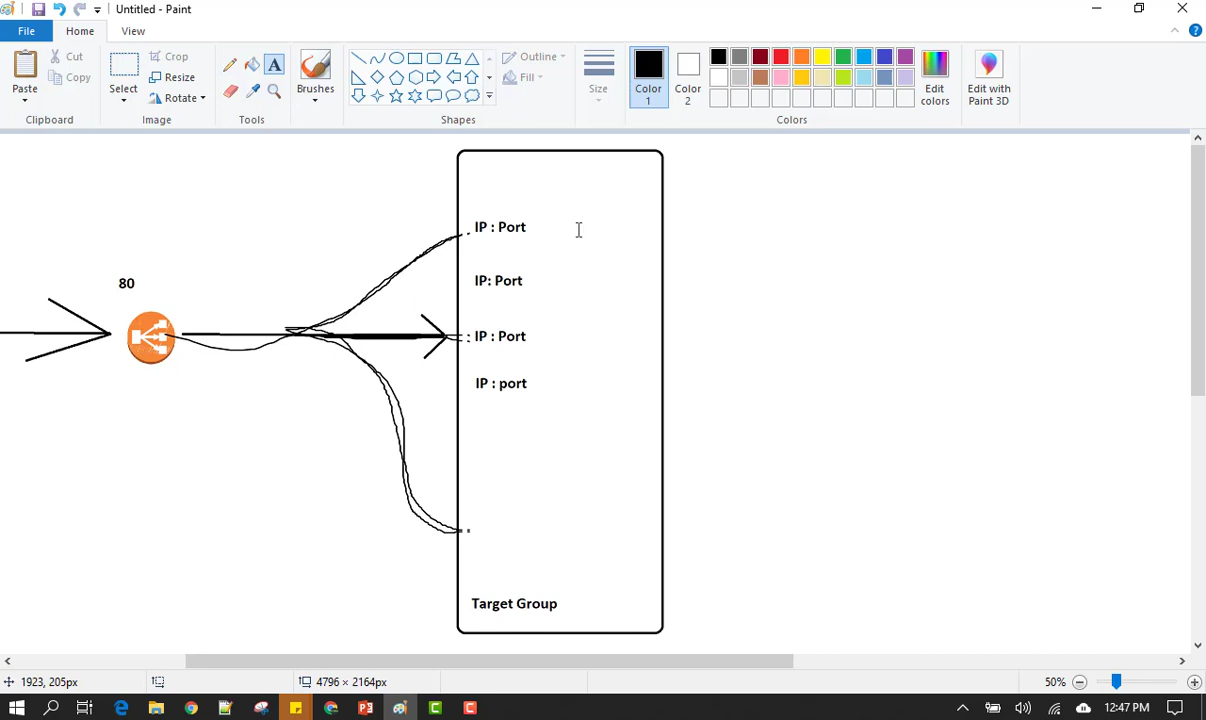 Untitled - Paint
File
Home
View
Paste
Cut
Copy
Clipboard
Select
Crop
Resize
Rotate
Image
A
Tools
Brushes
Outline
Fill
Shapes
Size
Color 1
Color 2
Edit colors
Colors
Edit with Paint 3D
80
IP : Port
IP: Port
IP : Port
IP : port
Target Group
1923, 205px
4796 × 2164px
50%
12:47 PM